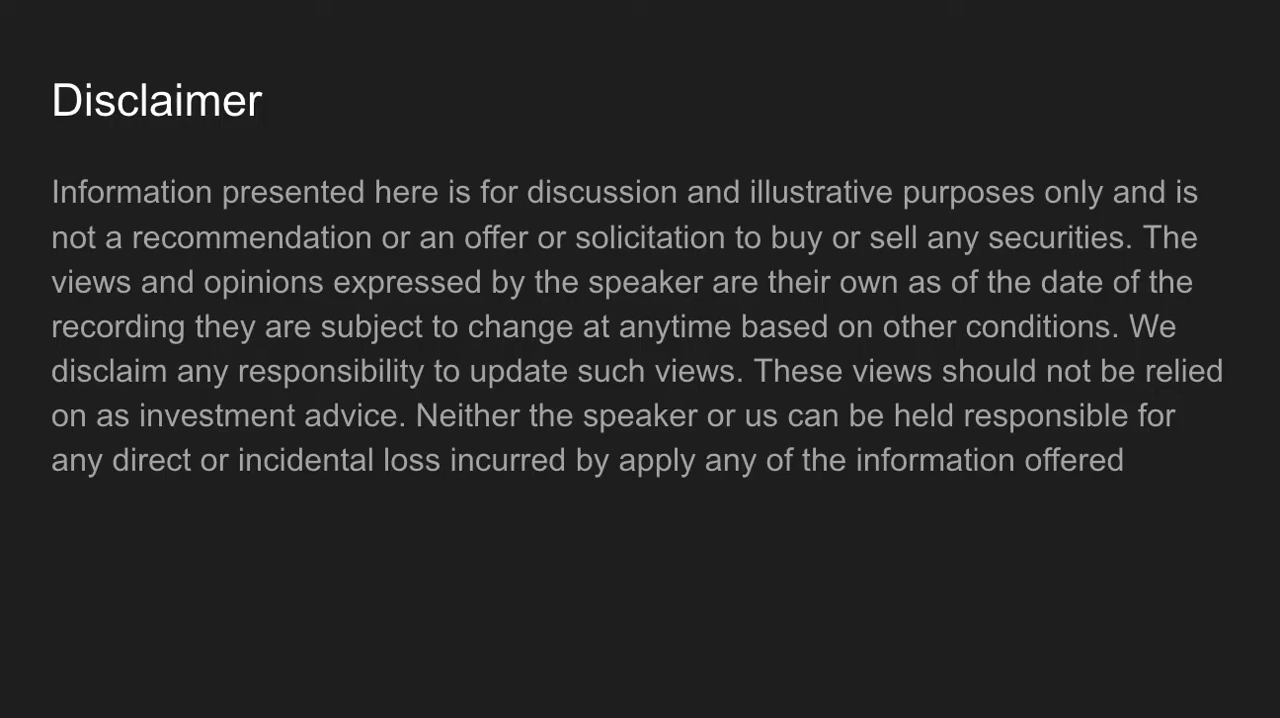 Disclaimer
Information presented here is for discussion and illustrative purposes only and is
not a recommendation or an offer or solicitation to buy or sell any securities. The
views and opinions expressed by the speaker are their own as of the date of the
recording they are subject to change at anytime based on other conditions. We
disclaim any responsibility to update such views. These views should not be relied
on as investment advice. Neither the speaker or us can be held responsible for
any direct or incidental loss incurred by apply any of the information offered